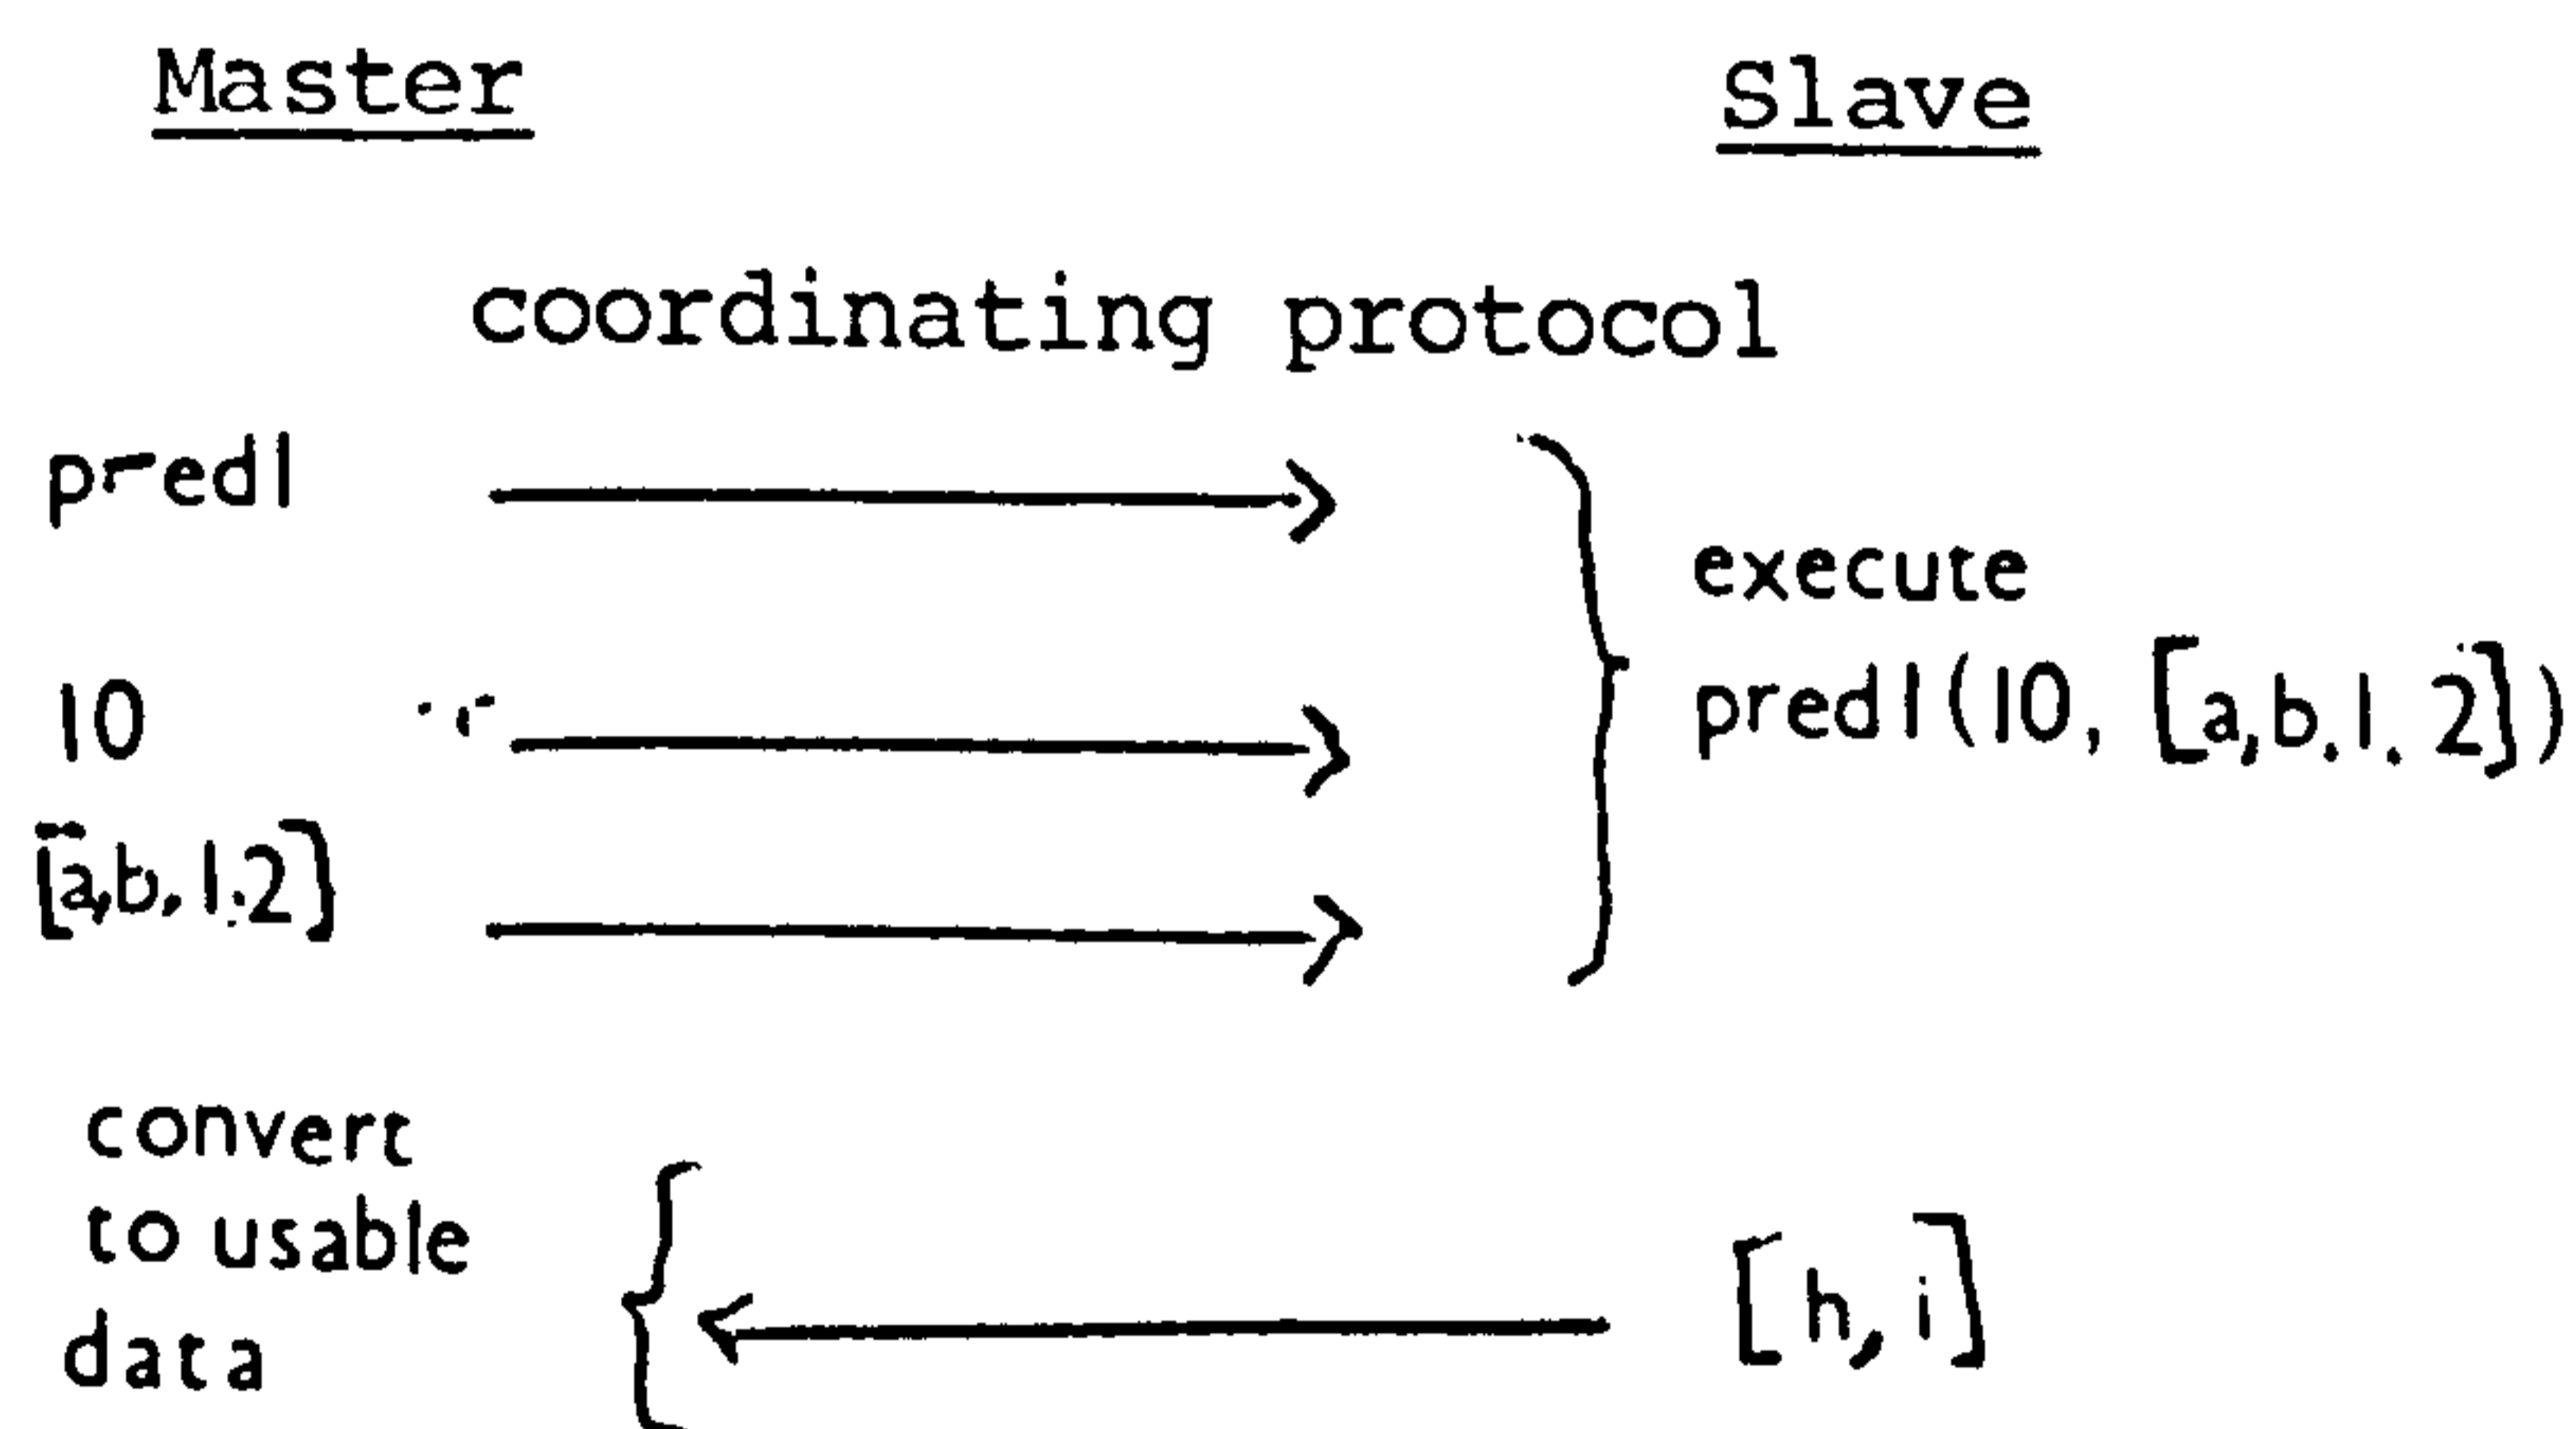 Master Slave
coordinating protocol
pred1
execute
10 pred1(10, [a,b.1.2])
[a,b,1.2]
convert
to usable
data [h,i]